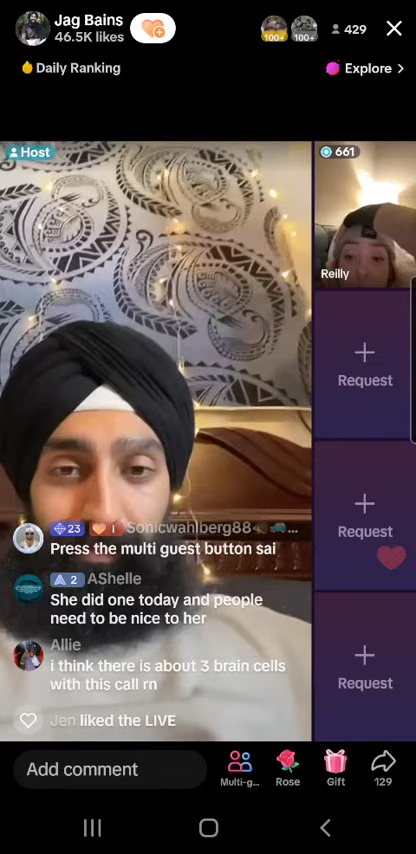 Jag Bains
46.5K likes
100+ 100+ 429
Daily Ranking
Explore >
Host
661
Reilly
Request
Request
Request
23 I Sonicwahlberg88 ...
Press the multi guest button sai
2 AShelle
She did one today and people
need to be nice to her
Allie
i think there is about 3 brain cells
with this call rn
Jen liked the LIVE
Add comment
Multi-g...
Rose
Gift
129